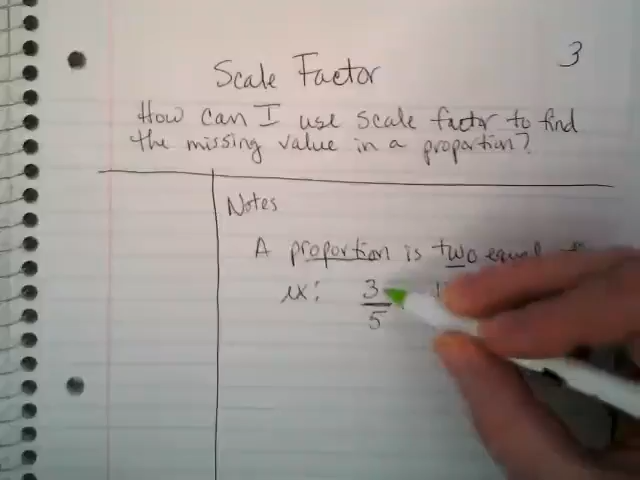 3
Scale Factor
How can I use scale factor to find
the missing value in a proportion?
Notes
A proportion is two equal
ex: 3
5